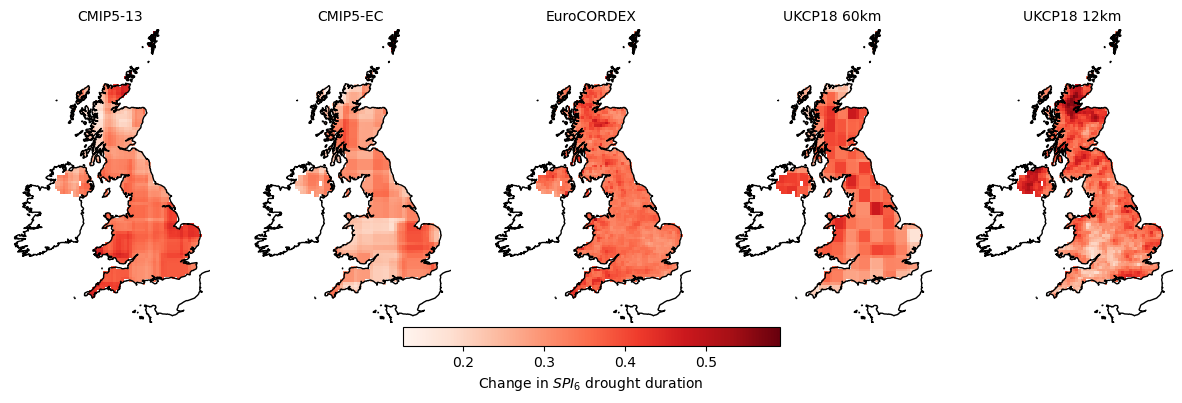 CMIP5-13 CMIP5-EC EuroCORDEX UKCP18 60km UKCP18 12km
0.2 0.3 0.4 0.5
Change in SPI₆ drought duration